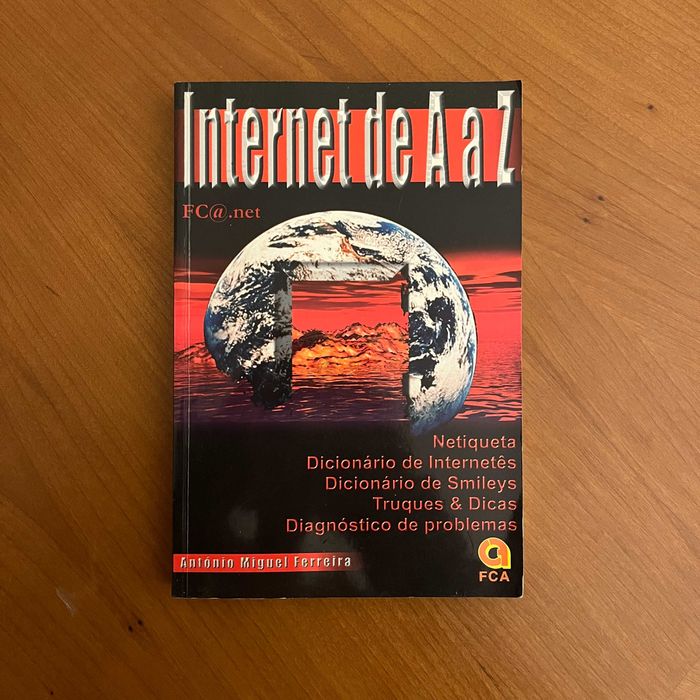 Internet de A a Z
FC@.net
Netiqueta
Dicionário de Internetês
Dicionário de Smileys
Truques & Dicas
Diagnóstico de problemas
António Miguel Ferreira
FCA